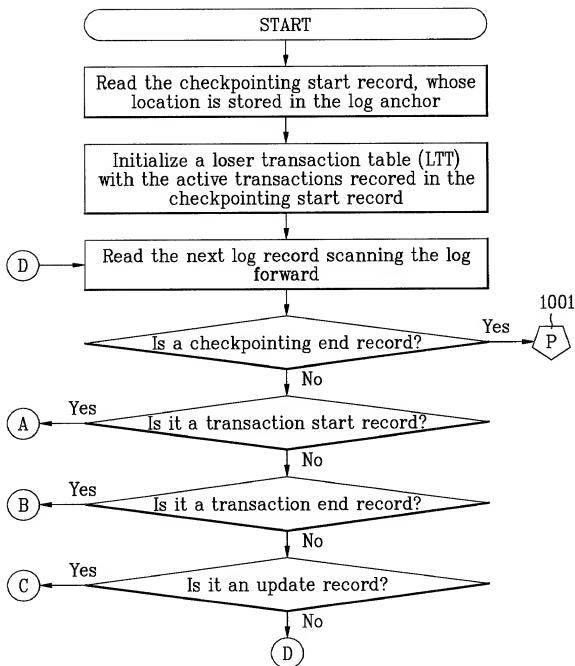 START
Read the checkpointing start record, whose
location is stored in the log anchor
Initialize a loser transaction table (LTT)
with the active transactions recored in the
checkpointing start record
D
Read the next log record scanning the log
forward
1001
Is a checkpointing end record?
Yes
P
No
Yes
A
Is it a transaction start record?
No
Yes
B
Is it a transaction end record?
No
Yes
C
Is it an update record?
No
D